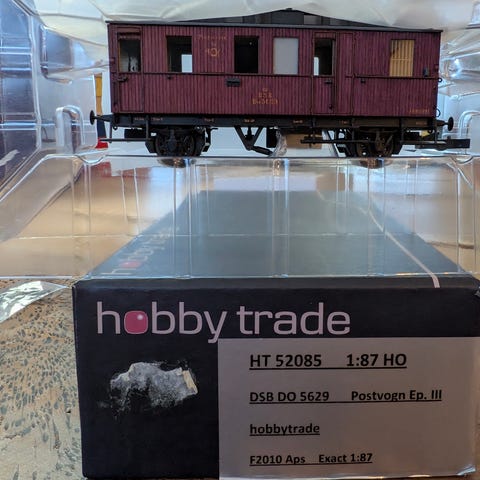 DSB
hobby trade
HT 52085 1:87 HO
DSB DO 5629 Postvogn Ep. III
hobbytrade
F2010 Aps Exact 1:87